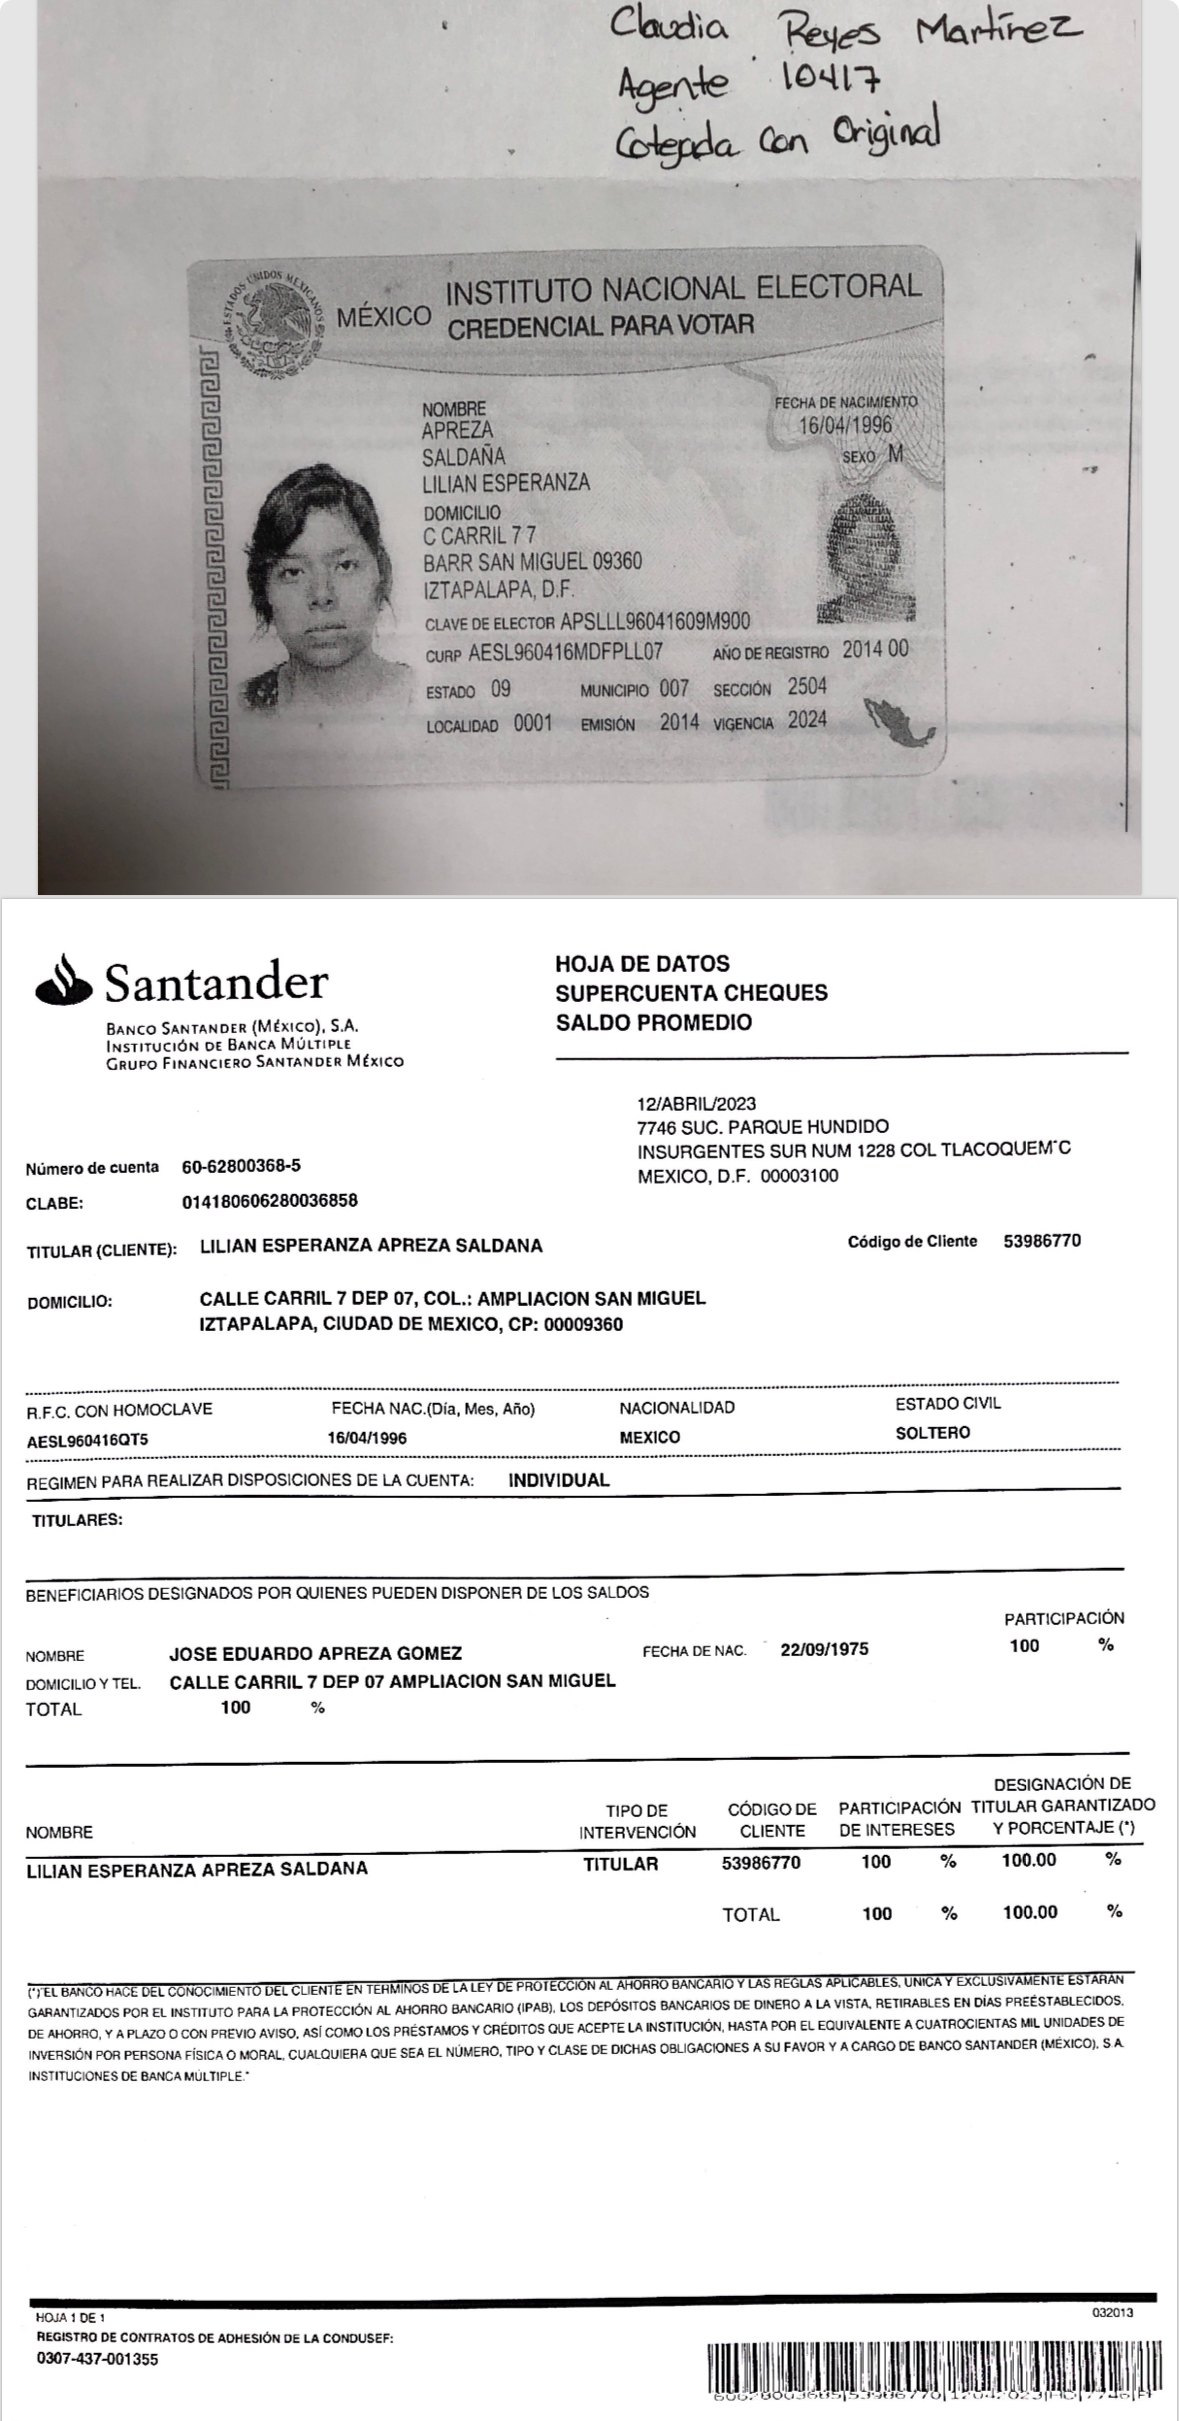 Claudia Reyes Martínez
Agente 10417
Cotejada con Original
ESTADOS UNIDOS MEXICANOS
MÉXICO
INSTITUTO NACIONAL ELECTORAL
CREDENCIAL PARA VOTAR
NOMBRE
APREZA
SALDAÑA
LILIAN ESPERANZA
FECHA DE NACIMIENTO
16/04/1996
SEXO M
DOMICILIO
C CARRIL 7 7
BARR SAN MIGUEL 09360
IZTAPALAPA, D.F.
CLAVE DE ELECTOR APSLLL96041609M900
CURP AESL960416MDFPLL07 AÑO DE REGISTRO 2014 00
ESTADO 09 MUNICIPIO 007 SECCIÓN 2504
LOCALIDAD 0001 EMISIÓN 2014 VIGENCIA 2024
Santander
BANCO SANTANDER (MÉXICO), S.A.
INSTITUCIÓN DE BANCA MÚLTIPLE
GRUPO FINANCIERO SANTANDER MÉXICO
HOJA DE DATOS
SUPERCUENTA CHEQUES
SALDO PROMEDIO
12/ABRIL/2023
7746 SUC. PARQUE HUNDIDO
INSURGENTES SUR NUM 1228 COL TLACOQUEM C
MEXICO, D.F. 00003100
Número de cuenta 60-62800368-5
CLABE: 014180606280036858
TITULAR (CLIENTE): LILIAN ESPERANZA APREZA SALDANA Código de Cliente 53986770
DOMICILIO: CALLE CARRIL 7 DEP 07, COL.: AMPLIACION SAN MIGUEL
IZTAPALAPA, CIUDAD DE MEXICO, CP: 00009360
R.F.C. CON HOMOCLAVE FECHA NAC.(Día, Mes, Año) NACIONALIDAD ESTADO CIVIL
AESL960416QT5 16/04/1996 MEXICO SOLTERO
REGIMEN PARA REALIZAR DISPOSICIONES DE LA CUENTA: INDIVIDUAL
TITULARES:
BENEFICIARIOS DESIGNADOS POR QUIENES PUEDEN DISPONER DE LOS SALDOS
PARTICIPACIÓN
NOMBRE JOSE EDUARDO APREZA GOMEZ FECHA DE NAC. 22/09/1975 100 %
DOMICILIO Y TEL. CALLE CARRIL 7 DEP 07 AMPLIACION SAN MIGUEL
TOTAL 100 %
DESIGNACIÓN DE
TIPO DE CÓDIGO DE PARTICIPACIÓN TITULAR GARANTIZADO
NOMBRE INTERVENCIÓN CLIENTE DE INTERESES Y PORCENTAJE (*)
LILIAN ESPERANZA APREZA SALDANA TITULAR 53986770 100 % 100.00 %
TOTAL 100 % 100.00 %
(*)"EL BANCO HACE DEL CONOCIMIENTO DEL CLIENTE EN TERMINOS DE LA LEY DE PROTECCIÓN AL AHORRO BANCARIO Y LAS REGLAS APLICABLES, UNICA Y EXCLUSIVAMENTE ESTARAN
GARANTIZADOS POR EL INSTITUTO PARA LA PROTECCIÓN AL AHORRO BANCARIO (IPAB), LOS DEPÓSITOS BANCARIOS DE DINERO A LA VISTA, RETIRABLES EN DÍAS PREÉSTABLECIDOS,
DE AHORRO, Y A PLAZO O CON PREVIO AVISO, ASÍ COMO LOS PRÉSTAMOS Y CRÉDITOS QUE ACEPTE LA INSTITUCIÓN, HASTA POR EL EQUIVALENTE A CUATROCIENTAS MIL UNIDADES DE
INVERSIÓN POR PERSONA FÍSICA O MORAL, CUALQUIERA QUE SEA EL NÚMERO, TIPO Y CLASE DE DICHAS OBLIGACIONES A SU FAVOR Y A CARGO DE BANCO SANTANDER (MÉXICO), S.A.
INSTITUCIONES DE BANCA MÚLTIPLE."
HOJA 1 DE 1 032013
REGISTRO DE CONTRATOS DE ADHESIÓN DE LA CONDUSEF:
0307-437-001355